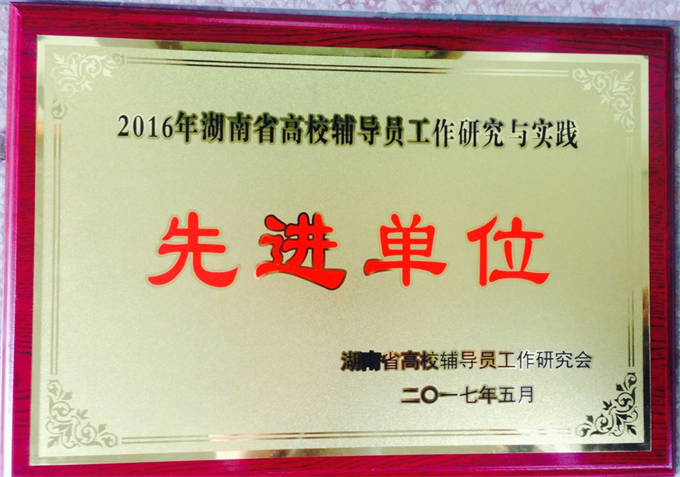 2016年湖南省高校辅导员工作研究与实践
先进单位
湖南省高校辅导员工作研究会
二〇一七年五月